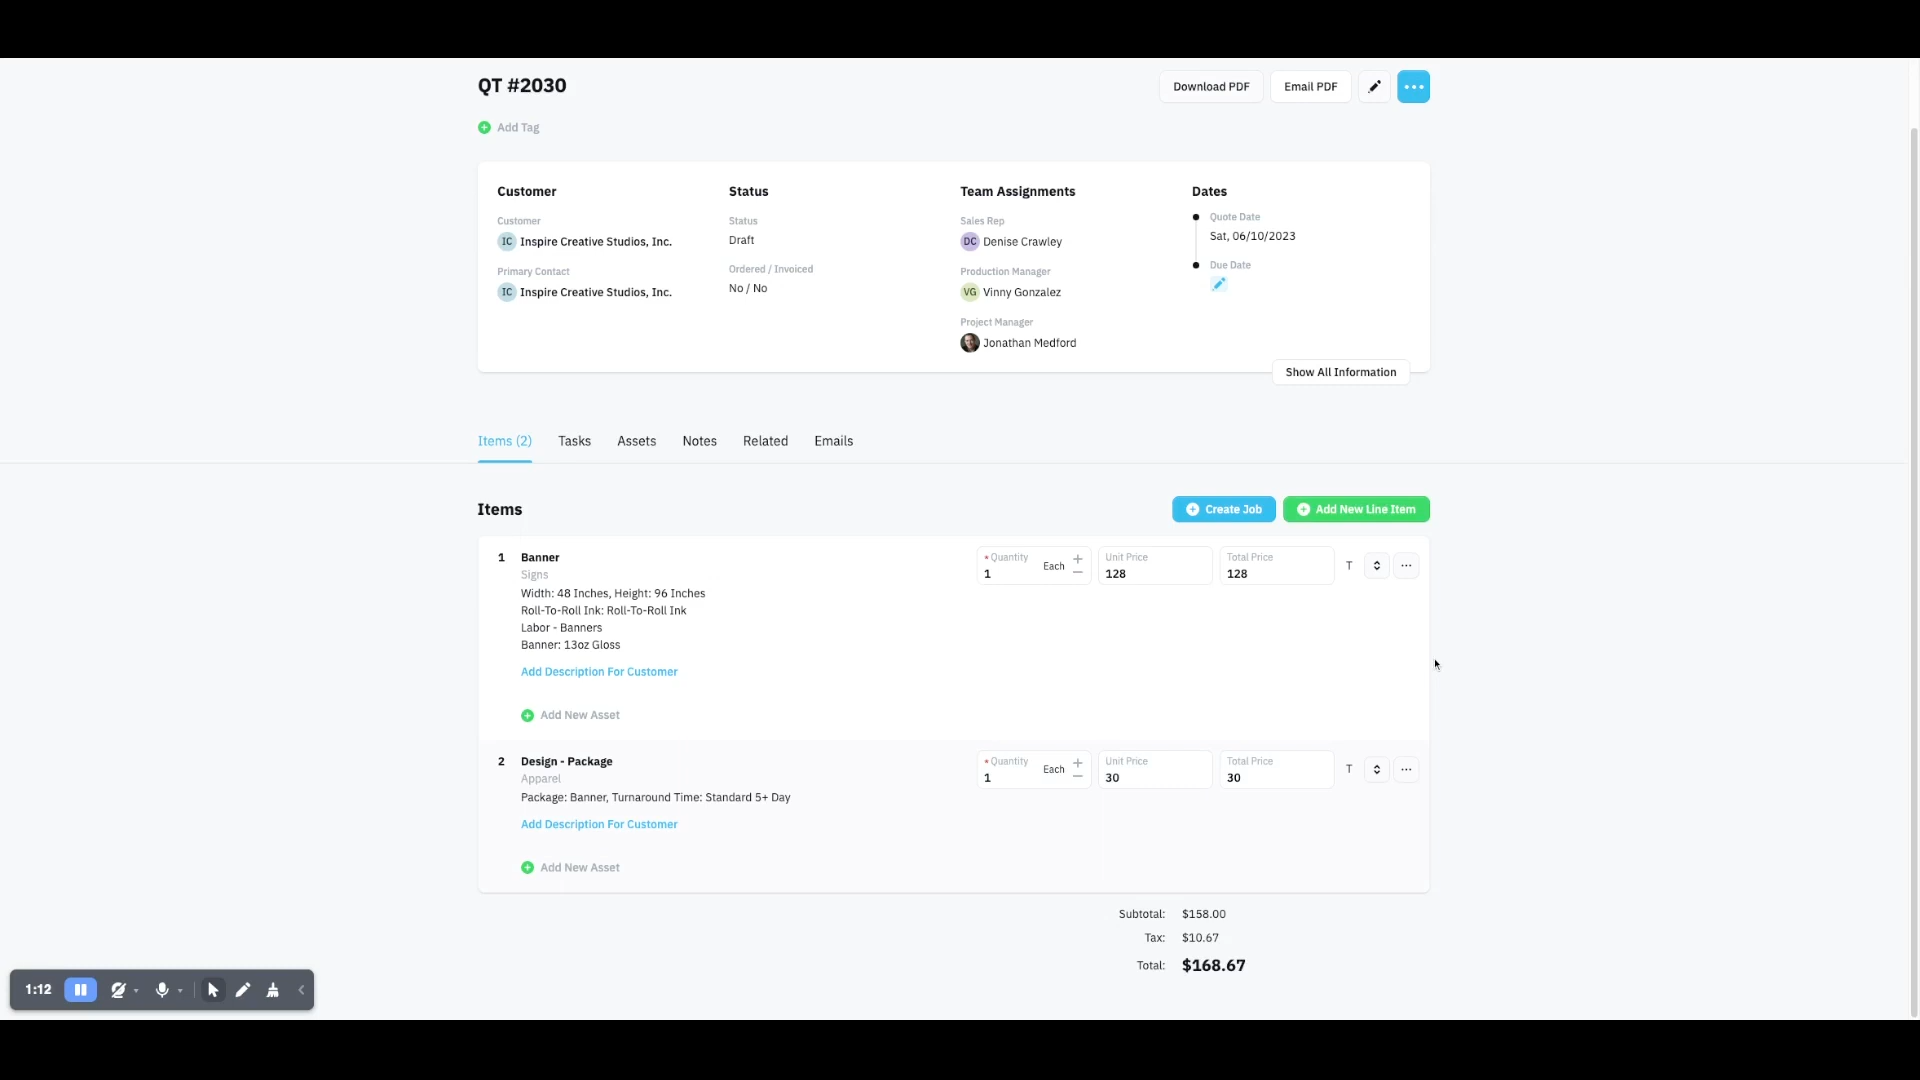 QT #2030
Download PDF
Email PDF
Add Tag
Customer
Customer
IC Inspire Creative Studios, Inc.
Primary Contact
IC Inspire Creative Studios, Inc.
Status
Status
Draft
Ordered / Invoiced
No / No
Team Assignments
Sales Rep
DC Denise Crawley
Production Manager
VG Vinny Gonzalez
Project Manager
Jonathan Medford
Dates
Quote Date
Sat, 06/10/2023
Due Date
Show All Information
Items (2) Tasks Assets Notes Related Emails
Items
Create Job
Add New Line Item
1 Banner
Signs
Width: 48 Inches, Height: 96 Inches
Roll-To-Roll Ink: Roll-To-Roll Ink
Labor - Banners
Banner: 13oz Gloss
Add Description For Customer
Add New Asset
* Quantity
1 Each
Unit Price
128
Total Price
128
T
2 Design - Package
Apparel
Package: Banner, Turnaround Time: Standard 5+ Day
Add Description For Customer
Add New Asset
* Quantity
1 Each
Unit Price
30
Total Price
30
T
Subtotal: $158.00
Tax: $10.67
Total: $168.67
1:12